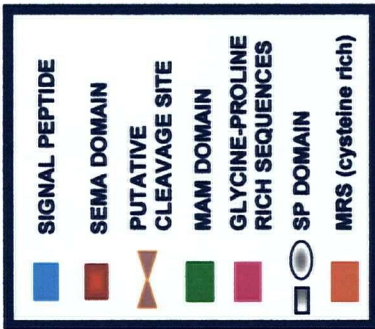 SIGNAL PEPTIDE
SEMA DOMAIN
PUTATIVE
CLEAVAGE SITE
MAM DOMAIN
GLYCINE-PROLINE
RICH SEQUENCES
SP DOMAIN
MRS (cysteine rich)